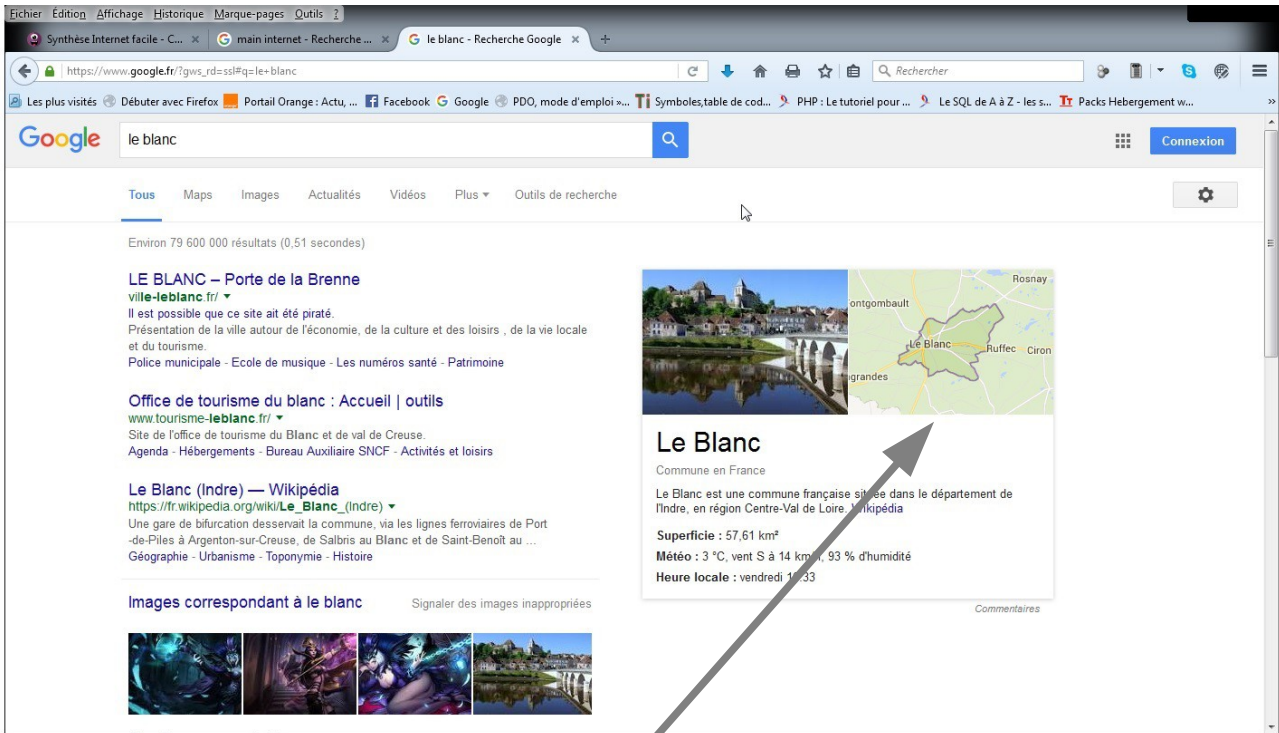 Fichier Édition Affichage Historique Marque-pages Outils ?
Synthèse Internet facile - C... × main internet - Recherche ... × le blanc - Recherche Google × +
https://www.google.fr/?gws_rd=ssl#q=le+blanc Rechercher
Les plus visités Débuter avec Firefox Portail Orange : Actu, ... Facebook Google PDO, mode d'emploi »... Symboles,table de cod... PHP : Le tutoriel pour ... Le SQL de A à Z - les s... Packs Hebergement w... »
Google le blanc Connexion
Tous Maps Images Actualités Vidéos Plus Outils de recherche
Environ 79 600 000 résultats (0,51 secondes)
LE BLANC – Porte de la Brenne
ville-leblanc.fr/
Il est possible que ce site ait été piraté.
Présentation de la ville autour de l'économie, de la culture et des loisirs , de la vie locale
et du tourisme.
Police municipale - Ecole de musique - Les numéros santé - Patrimoine
Office de tourisme du blanc : Accueil | outils
www.tourisme-leblanc.fr/
Site de l'office de tourisme du Blanc et de val de Creuse.
Agenda - Hébergements - Bureau Auxiliaire SNCF - Activités et loisirs
Le Blanc (Indre) — Wikipédia
https://fr.wikipedia.org/wiki/Le_Blanc_(Indre)
Une gare de bifurcation desservait la commune, via les lignes ferroviaires de Port
-de-Piles à Argenton-sur-Creuse, de Salbris au Blanc et de Saint-Benoît au ...
Géographie - Urbanisme - Toponymie - Histoire
Images correspondant à le blanc Signaler des images inappropriées
Rosnay
ontgombault
Le Blanc Ruffec Ciron
grandes
Le Blanc
Commune en France
Le Blanc est une commune française située dans le département de
l'Indre, en région Centre-Val de Loire. Wikipédia
Superficie : 57,61 km²
Météo : 3 °C, vent S à 14 km/h, 93 % d'humidité
Heure locale : vendredi
Commentaires